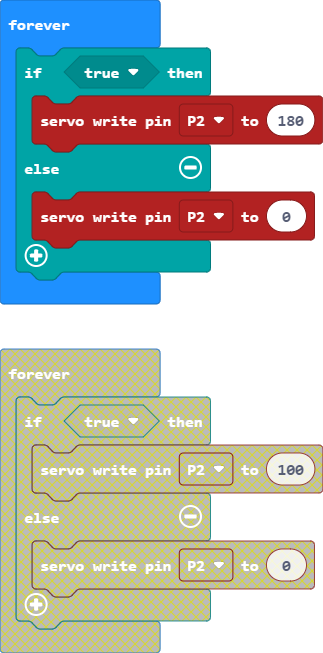 forever
if true then
servo write pin P2 to 180
else
servo write pin P2 to 0
forever
if true then
servo write pin P2 to 100
else
servo write pin P2 to 0